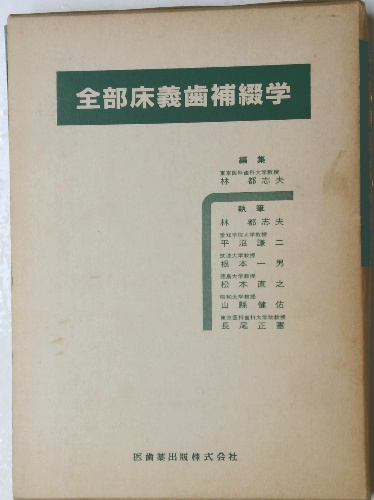 全部床義歯補綴学
編集
東京医科歯科大学教授
林 都志夫
執筆
林 都志夫
愛知学院大学教授
平沼謙二
筑波大学教授
根本一男
徳島大学教授
松本直之
昭和大学教授
山縣健佑
東京医科歯科大学助教授
長尾正憲
医歯薬出版株式会社